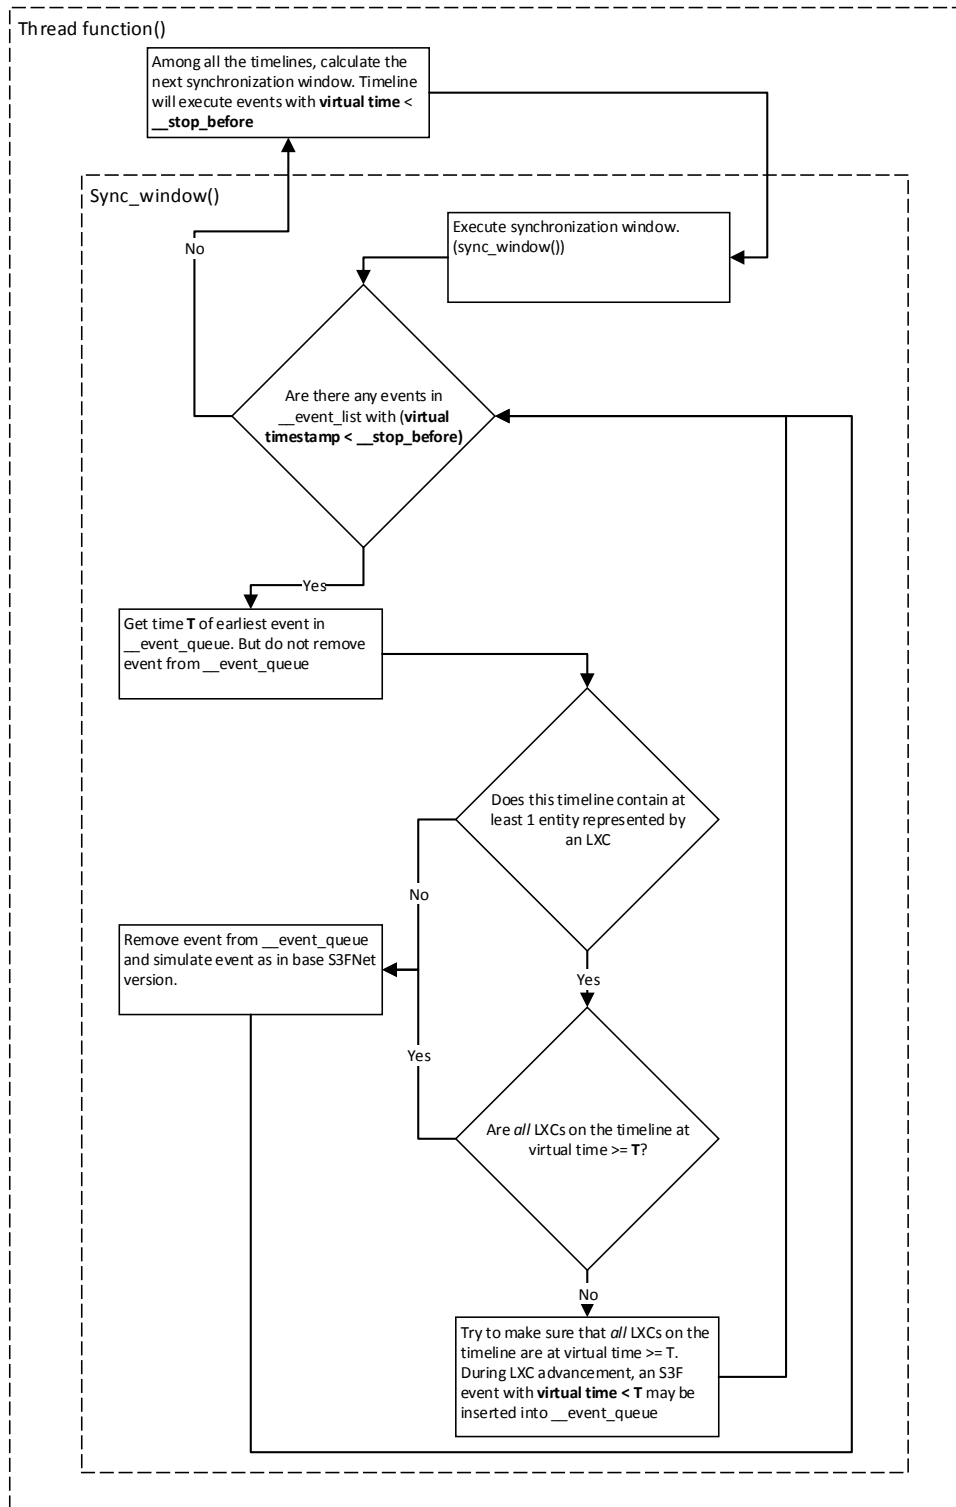 Thread function()
Among all the timelines, calculate the
next synchronization window. Timeline
will execute events with virtual time <
__stop_before
Sync_window()
No
Execute synchronization window.
(sync_window())
Are there any events in
__event_list with (virtual
timestamp < __stop_before)
Yes
Get time T of earliest event in
__event_queue. But do not remove
event from __event_queue
Does this timeline contain at
least 1 entity represented by
an LXC
No
Remove event from __event_queue
and simulate event as in base S3FNet
version.
Yes
Yes
Are all LXCs on the timeline at
virtual time >= T?
No
Try to make sure that all LXCs on the
timeline are at virtual time >= T.
During LXC advancement, an S3F
event with virtual time < T may be
inserted into __event_queue